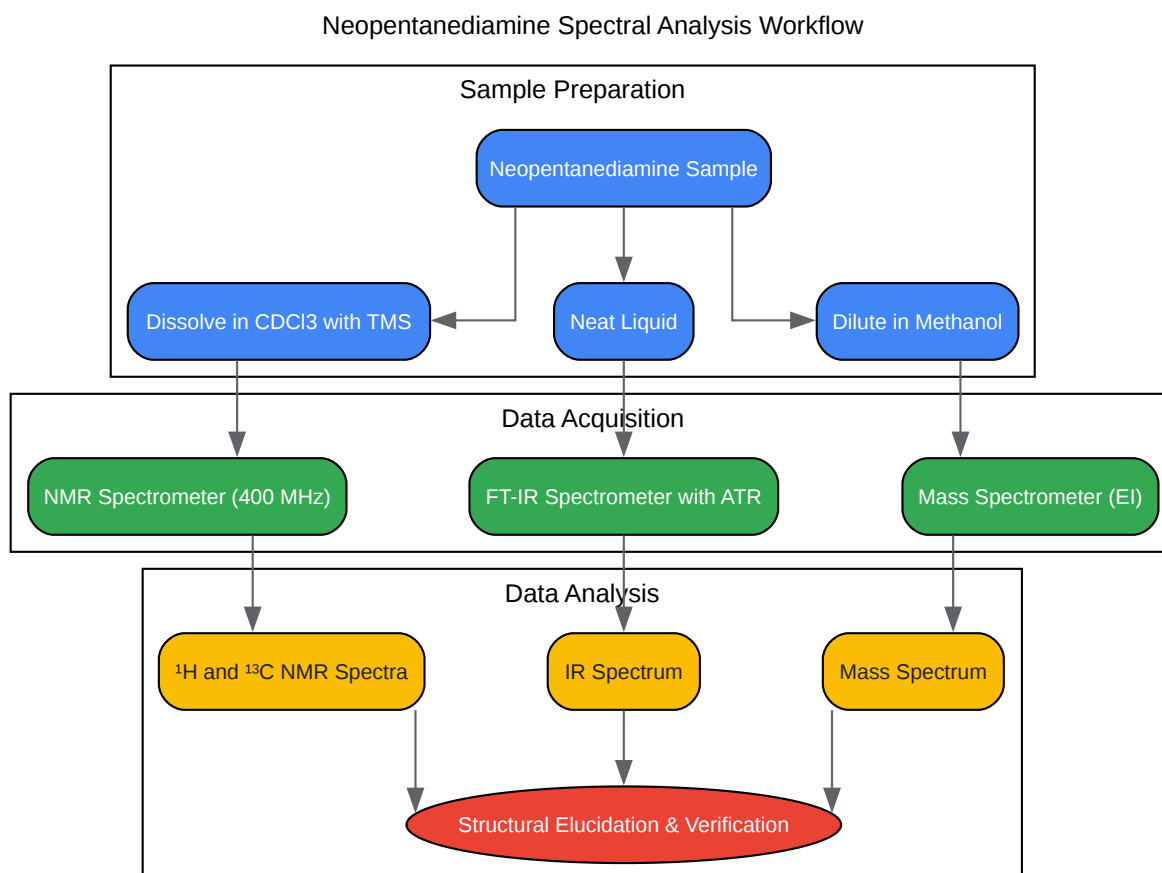 Neopentanediamine Spectral Analysis Workflow
Sample Preparation
Neopentanediamine Sample
Dissolve in CDCl3 with TMS
Neat Liquid
Dilute in Methanol
Data Acquisition
NMR Spectrometer (400 MHz)
FT-IR Spectrometer with ATR
Mass Spectrometer (EI)
Data Analysis
¹H and ¹³C NMR Spectra
IR Spectrum
Mass Spectrum
Structural Elucidation & Verification